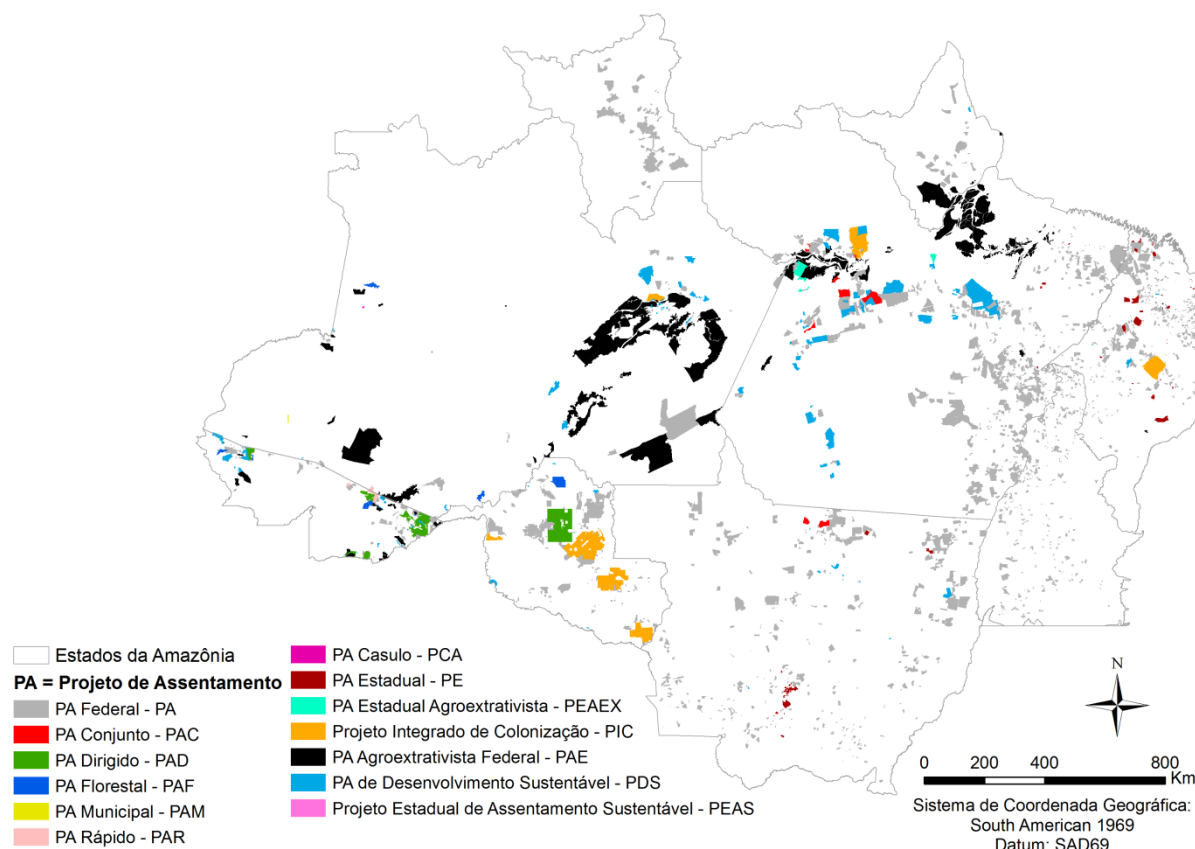 Estados da Amazônia
PA = Projeto de Assentamento
PA Federal - PA
PA Conjunto - PAC
PA Dirigido - PAD
PA Florestal - PAF
PA Municipal - PAM
PA Rápido - PAR
PA Casulo - PCA
PA Estadual - PE
PA Estadual Agroextrativista - PEAEX
Projeto Integrado de Colonização - PIC
PA Agroextrativista Federal - PAE
PA de Desenvolvimento Sustentável - PDS
Projeto Estadual de Assentamento Sustentável - PEAS
N
0 200 400 800
Km
Sistema de Coordenada Geográfica:
South American 1969
Datum: SAD69